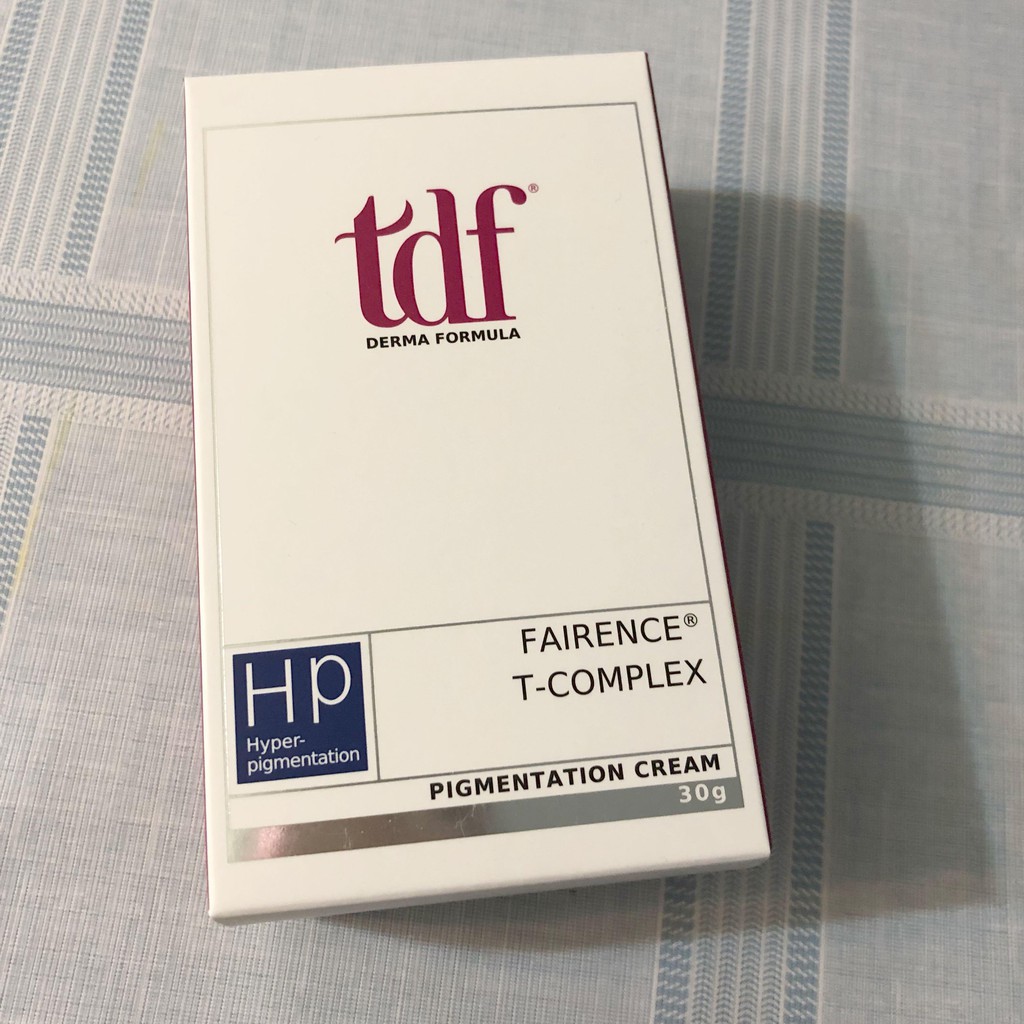 tdf®
DERMA FORMULA
FAIRENCE®
T-COMPLEX
Hp
Hyper-
pigmentation
PIGMENTATION CREAM
30g